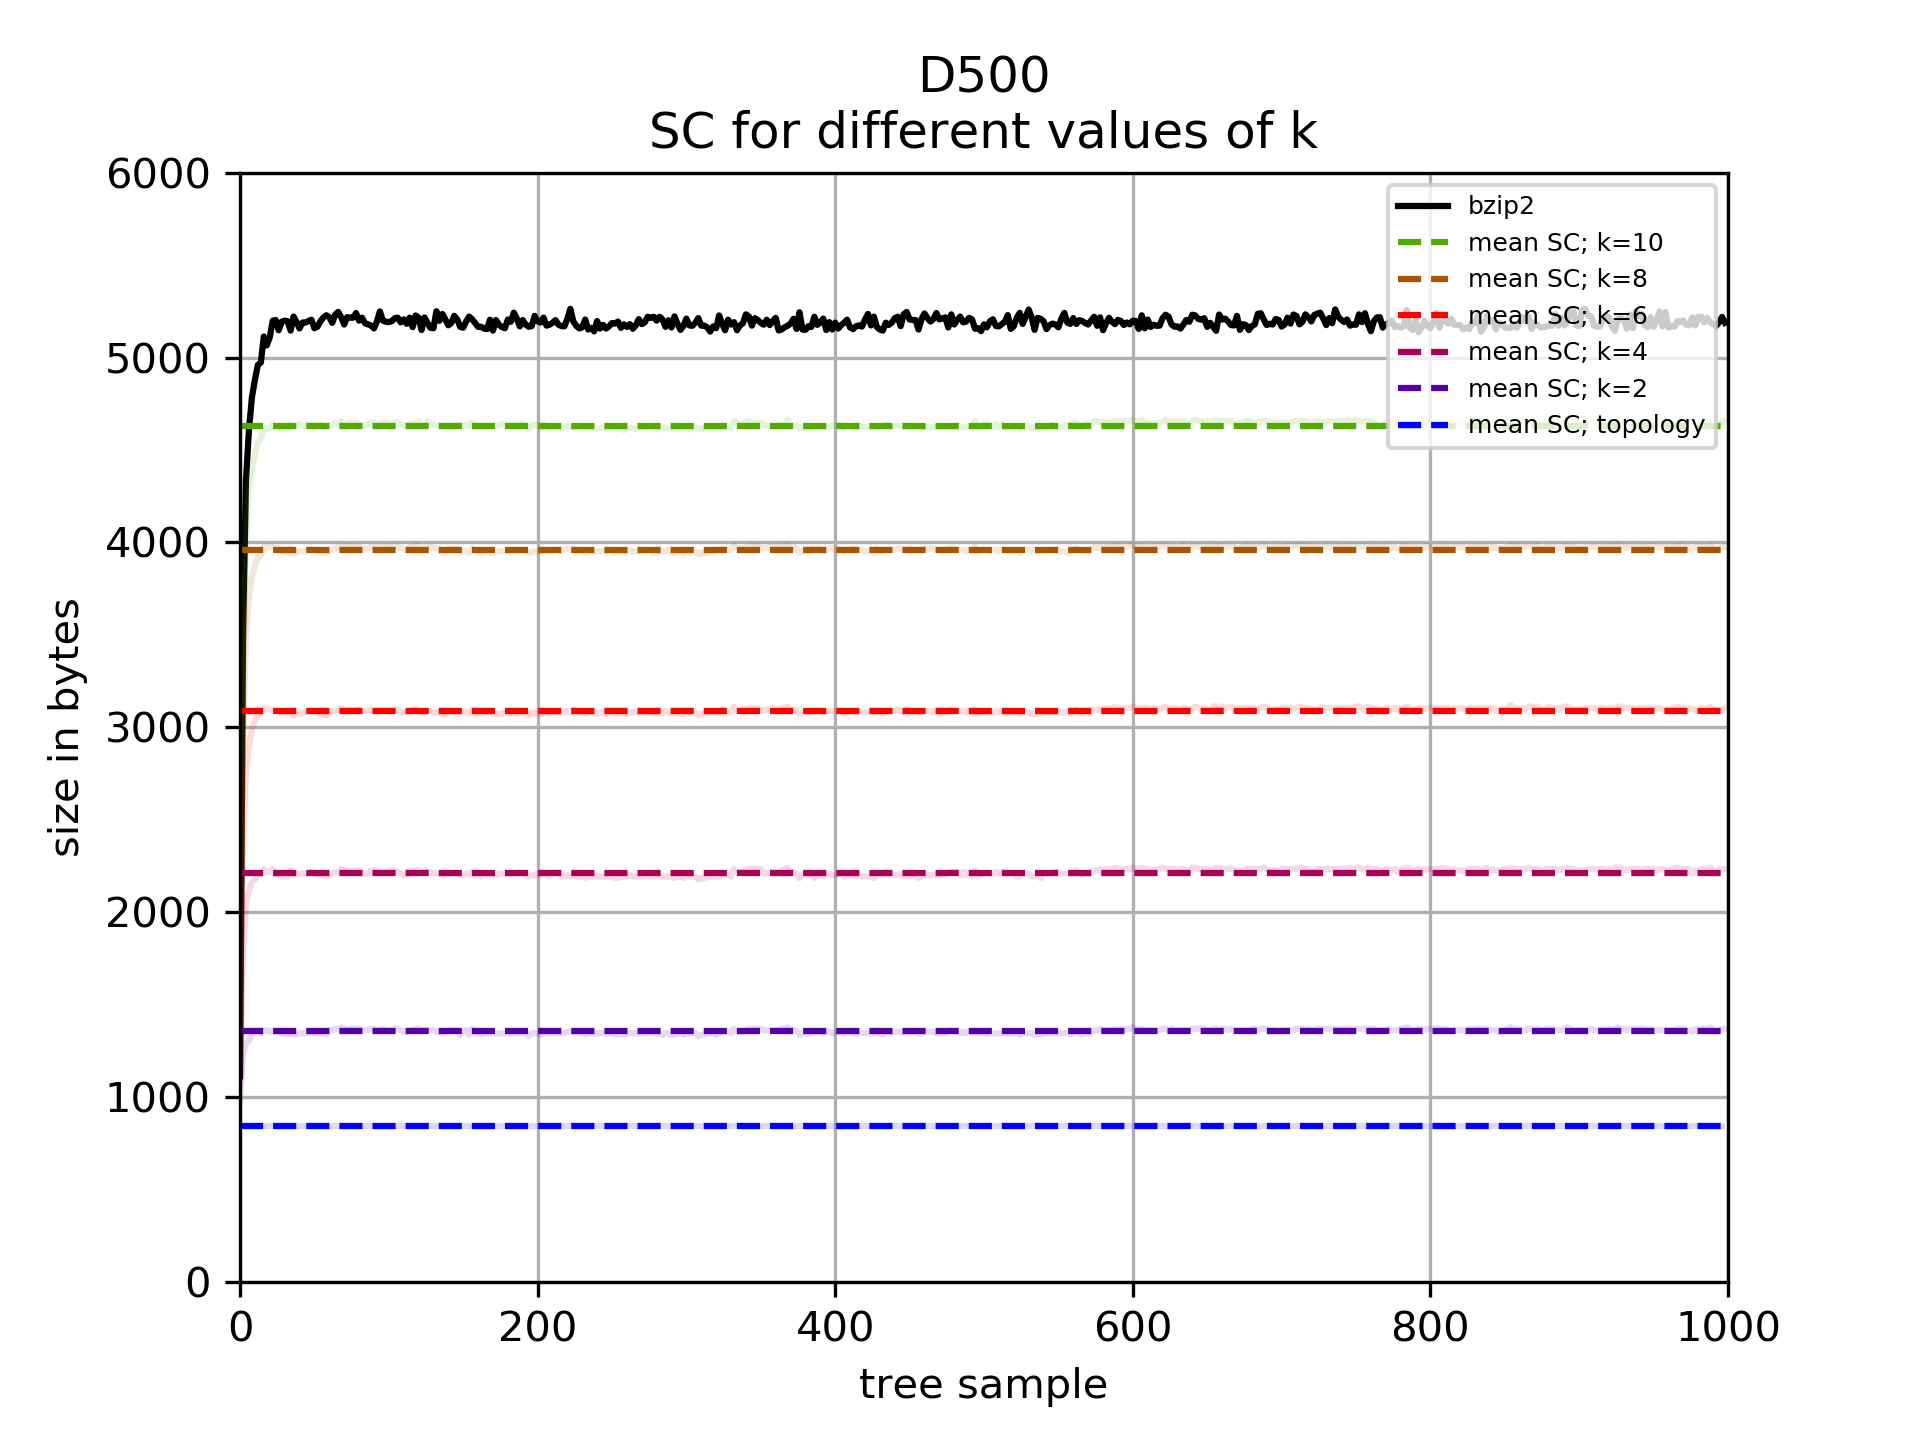 D500
SC for different values of k
6000
5000
4000
3000
2000
1000
0
size in bytes
bzip2
mean SC; k=10
mean SC; k=8
mean SC; k=6
mean SC; k=4
mean SC; k=2
mean SC; topology
0 200 400 600 800 1000
tree sample